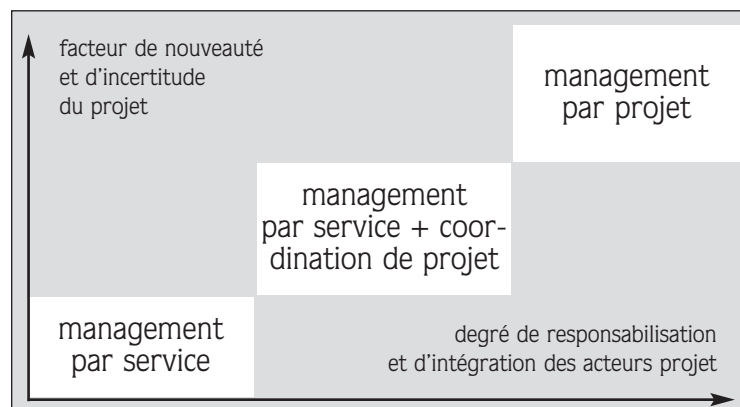 facteur de nouveauté
et d'incertitude
du projet
management
par projet
management
par service + coor-
dination de projet
management
par service
degré de responsabilisation
et d'intégration des acteurs projet